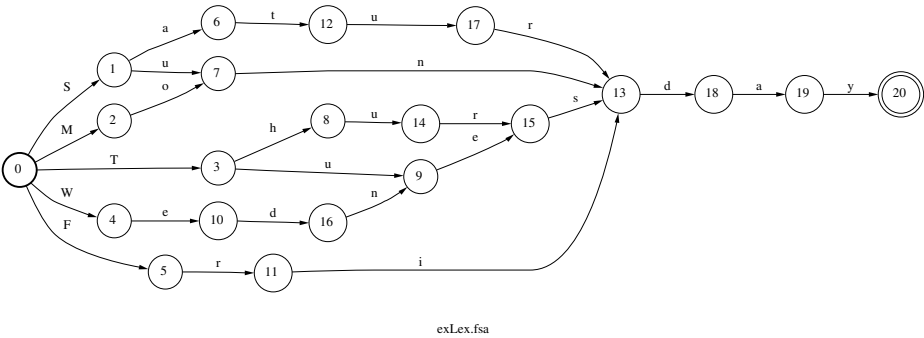 6 t 12 u 17 r
a
1 u 7 n
S o 13 d 18 a 19 y 20
M 2 8 u 14 r 15 s
h e
0 T 3 u 9
W n
4 e 10 d 16
F
5 r 11 i
exLex.fsa